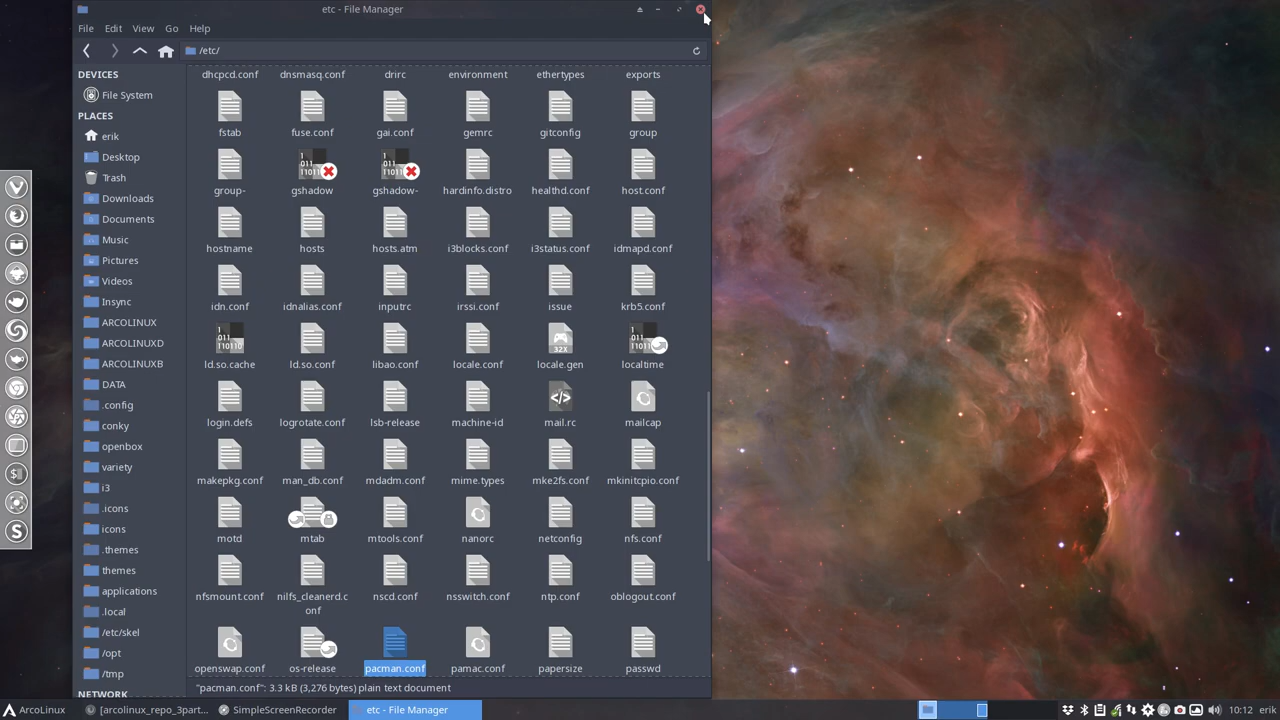 etc - File Manager
File Edit View Go Help
/etc/
DEVICES
File System
PLACES
erik
Desktop
Trash
Downloads
Documents
Music
Pictures
Videos
Insync
ARCOLINUX
ARCOLINUXD
ARCOLINUXB
DATA
.config
conky
openbox
variety
i3
.icons
icons
.themes
themes
applications
.local
/etc/skel
/opt
/tmp
NETWORK
dhcpcd.conf dnsmasq.conf drirc environment ethertypes exports
fstab fuse.conf gai.conf gemrc gitconfig group
group- gshadow gshadow- hardinfo.distro healthd.conf host.conf
hostname hosts hosts.atm i3blocks.conf i3status.conf idmapd.conf
idn.conf idnalias.conf inputrc irssi.conf issue krb5.conf
32X
ld.so.cache ld.so.conf libao.conf locale.conf locale.gen localtime
login.defs logrotate.conf lsb-release machine-id mail.rc mailcap
makepkg.conf man_db.conf mdadm.conf mime.types mke2fs.conf mkinitcpio.conf
motd mtab mtools.conf nanorc netconfig nfs.conf
nfsmount.conf nilfs_cleanerd.c nscd.conf nsswitch.conf ntp.conf oblogout.conf
onf
openswap.conf os-release pacman.conf pamac.conf papersize passwd
"pacman.conf": 3.3 kB (3,276 bytes) plain text document
ArcoLinux [arcolinux_repo_3part... SimpleScreenRecorder etc - File Manager 10:12 erik